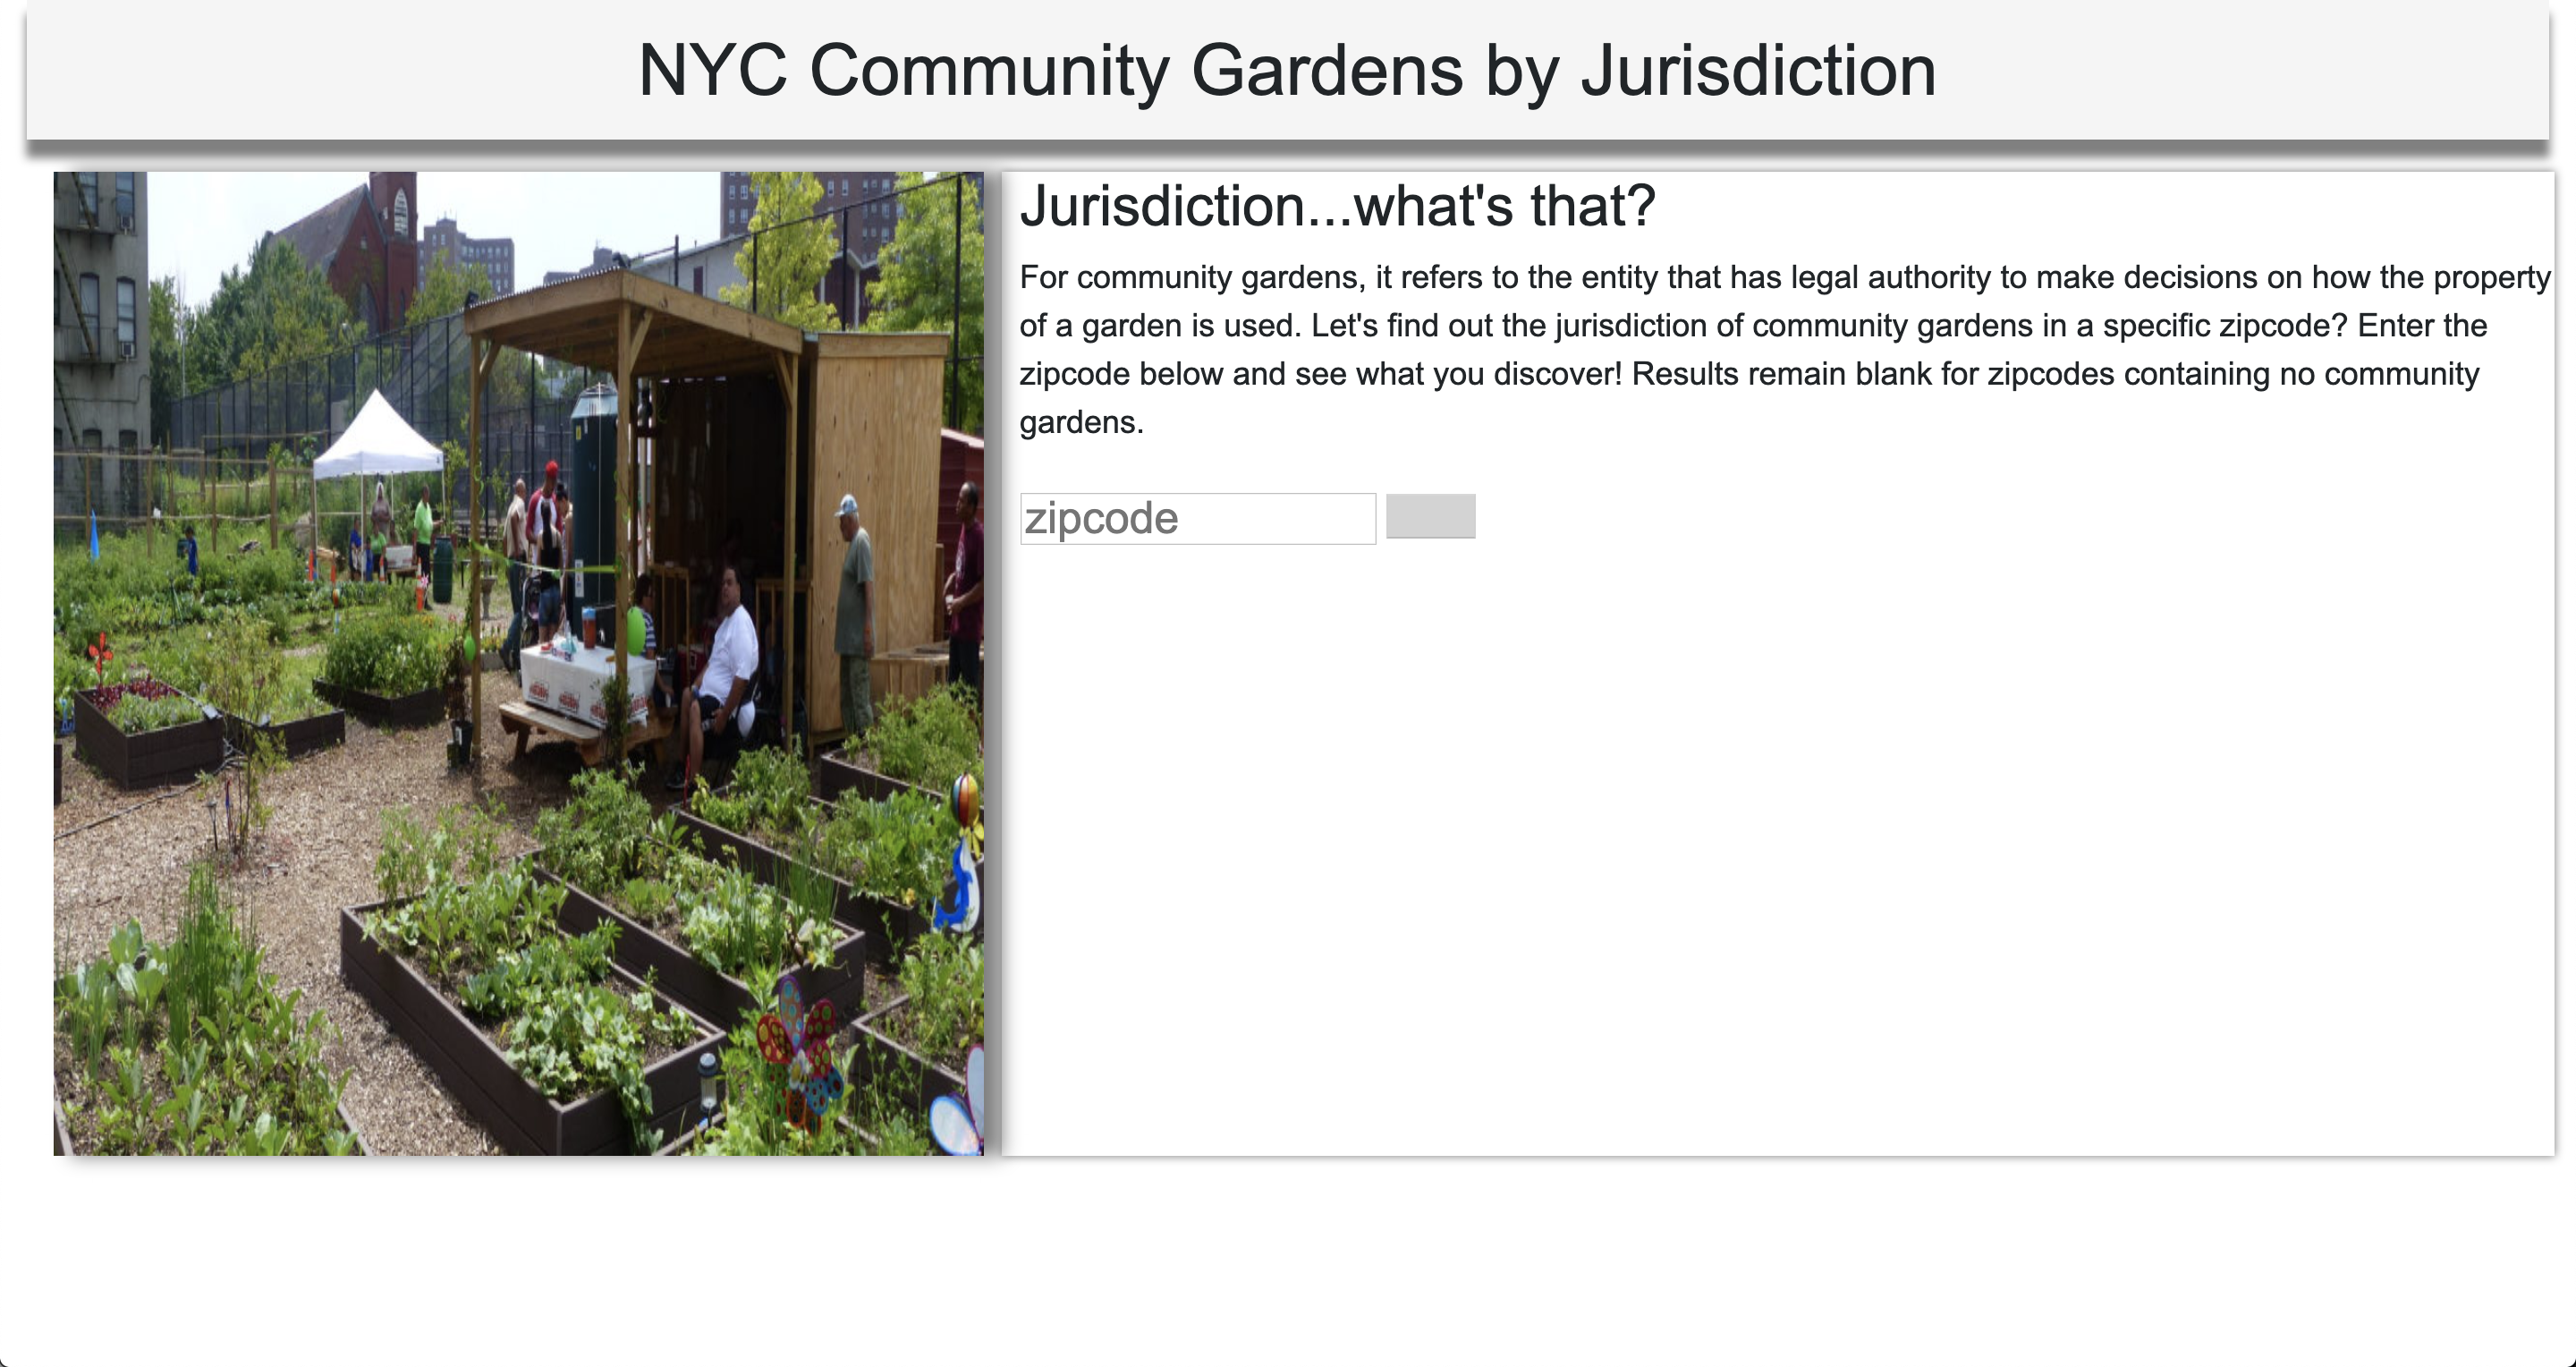 NYC Community Gardens by Jurisdiction
Jurisdiction...what's that?
For community gardens, it refers to the entity that has legal authority to make decisions on how the property
of a garden is used. Let's find out the jurisdiction of community gardens in a specific zipcode? Enter the
zipcode below and see what you discover! Results remain blank for zipcodes containing no community
gardens.
zipcode